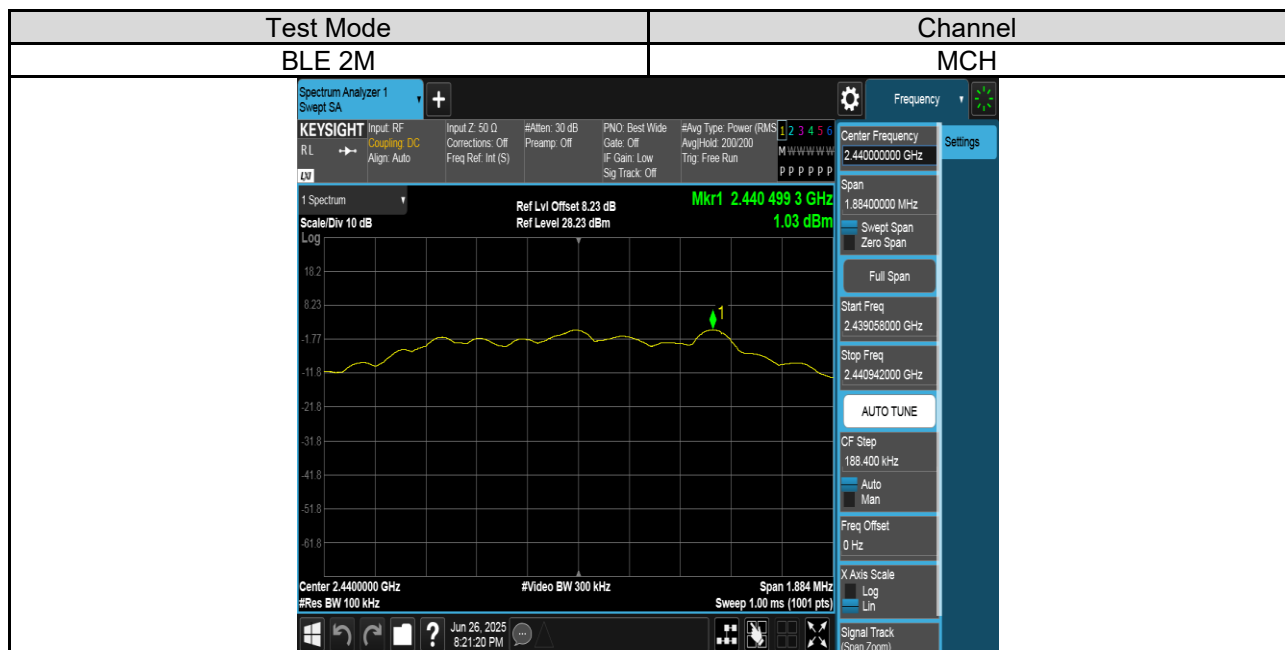 Test Mode Channel
BLE 2M MCH
Spectrum Analyzer 1
Swept SA
+
Frequency
KEYSIGHT
RL
LXI
Input: RF
Coupling: DC
Align: Auto
Input Z: 50 Ω
Corrections: Off
Freq Ref: Int (S)
#Atten: 30 dB
Preamp: Off
PNO: Best Wide
Gate: Off
IF Gain: Low
Sig Track: Off
#Avg Type: Power (RMS
Avg|Hold: 200/200
Trig: Free Run
1 2 3 4 5 6
M W W W W W
P P P P P P
1 Spectrum
Scale/Div 10 dB
Log
Ref Lvl Offset 8.23 dB
Ref Level 28.23 dBm
Mkr1 2.440 499 3 GHz
1.03 dBm
18.2
8.23
-1.77
-11.8
-21.8
-31.8
-41.8
-51.8
-61.8
1
Center 2.4400000 GHz
#Res BW 100 kHz
#Video BW 300 kHz
Span 1.884 MHz
Sweep 1.00 ms (1001 pts)
Center Frequency
2.440000000 GHz
Settings
Span
1.88400000 MHz
Swept Span
Zero Span
Full Span
Start Freq
2.439058000 GHz
Stop Freq
2.440942000 GHz
AUTO TUNE
CF Step
188.400 kHz
Auto
Man
Freq Offset
0 Hz
X Axis Scale
Log
Lin
Signal Track
(Span Zoom)
?
Jun 26, 2025
8:21:20 PM
...